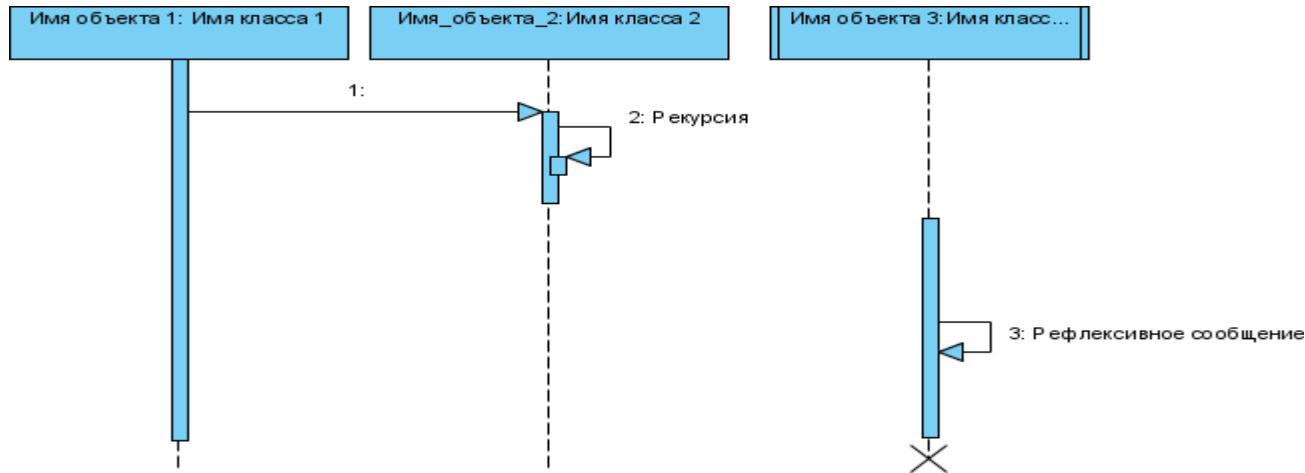 Имя объекта 1: Имя класса 1
Имя_объекта_2:Имя класса 2
Имя объекта 3:Имя класс...
1:
2: Рекурсия
3: Рефлексивное сообщение